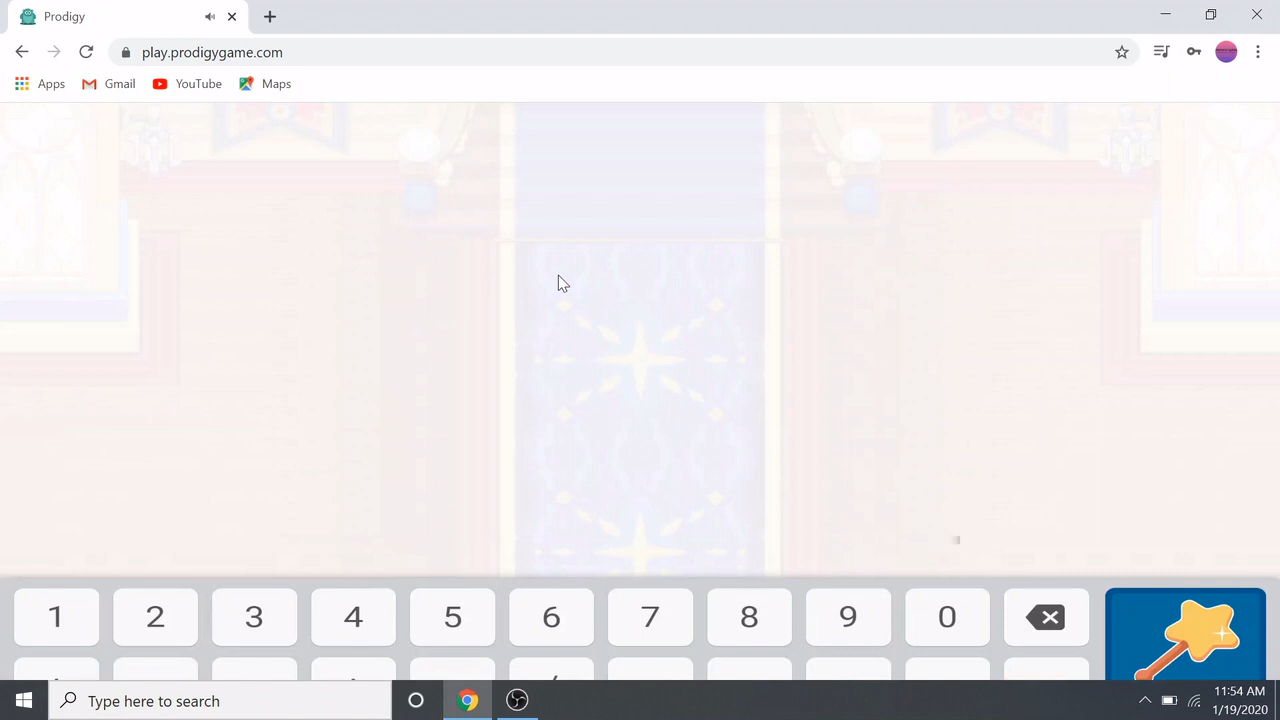 Prodigy
play.prodigygame.com
Apps Gmail YouTube Maps
1 2 3 4 5 6 7 8 9 0
Type here to search
11:54 AM
1/19/2020